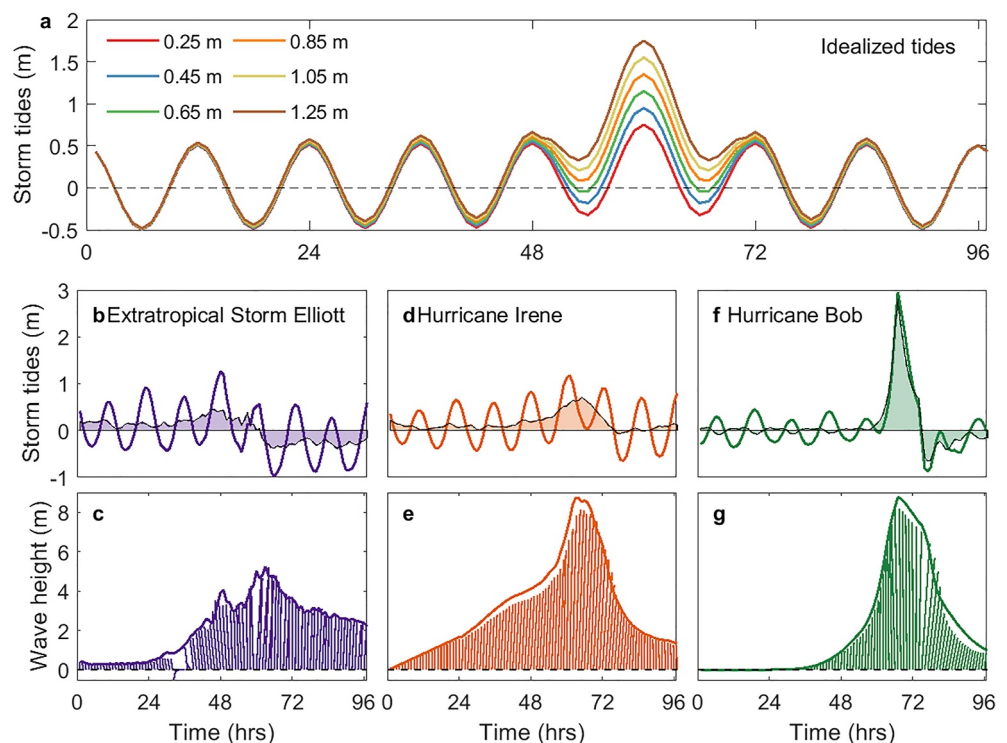 a
2
1.5
1
0.5
0
-0.5
Storm tides (m)
0.25 m 0.85 m
0.45 m 1.05 m
0.65 m 1.25 m
Idealized tides
0 24 48 72 96
3
2
1
0
-1
Storm tides (m)
b Extratropical Storm Elliott
d Hurricane Irene
f Hurricane Bob
8
6
4
2
0
Wave height (m)
c
e
g
0 24 48 72 96
0 24 48 72 96
0 24 48 72 96
Time (hrs)
Time (hrs)
Time (hrs)